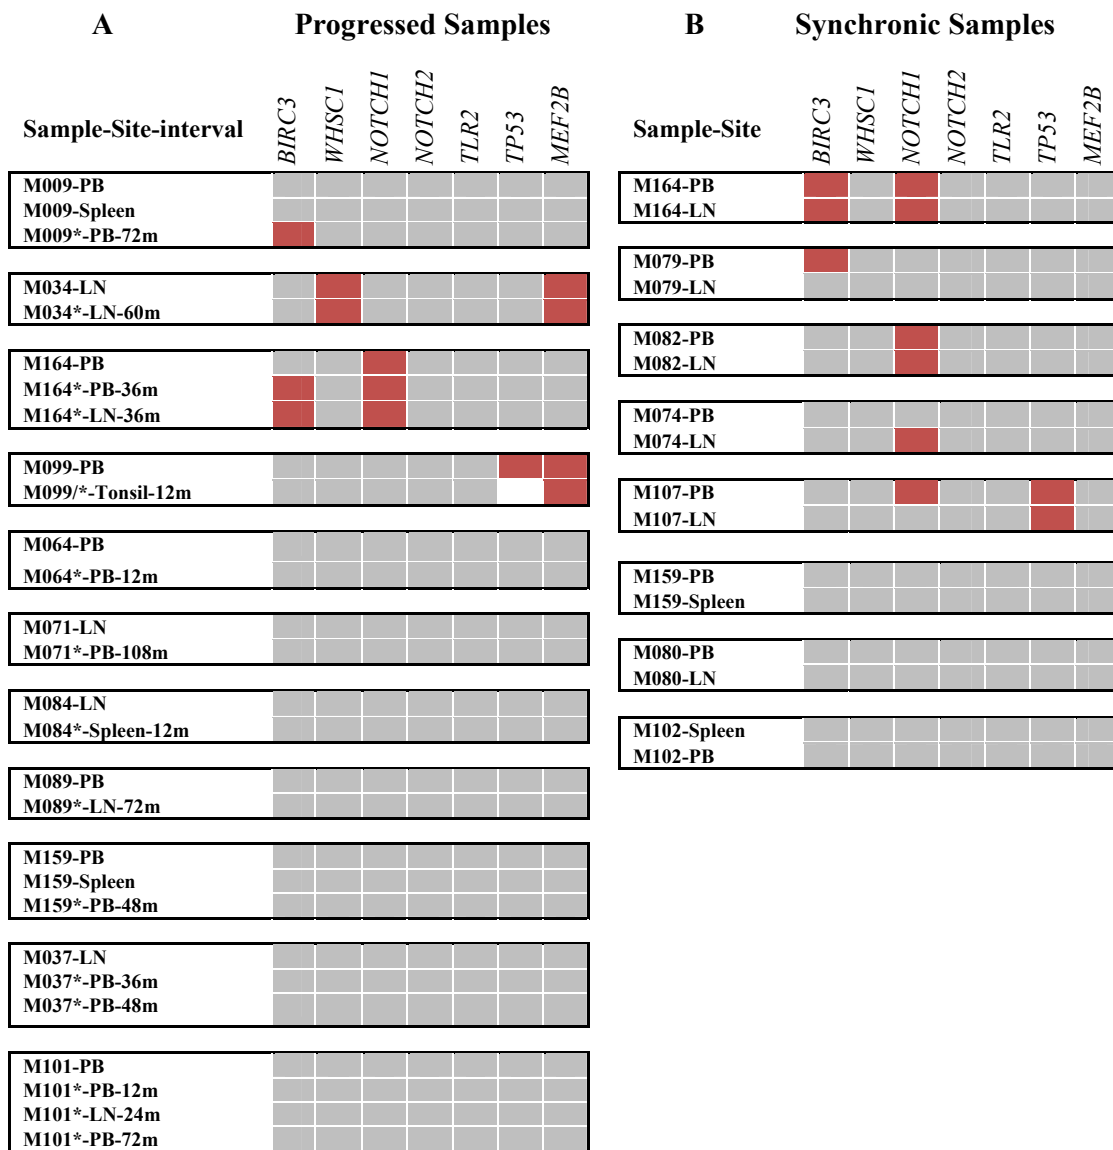 A Progressed Samples
Sample-Site-interval BIRC3 WHSC1 NOTCH1 NOTCH2 TLR2 TP53 MEF2B
M009-PB
M009-Spleen
M009*-PB-72m
M034-LN
M034*-LN-60m
M164-PB
M164*-PB-36m
M164*-LN-36m
M099-PB
M099/*-Tonsil-12m
M064-PB
M064*-PB-12m
M071-LN
M071*-PB-108m
M084-LN
M084*-Spleen-12m
M089-PB
M089*-LN-72m
M159-PB
M159-Spleen
M159*-PB-48m
M037-LN
M037*-PB-36m
M037*-PB-48m
M101-PB
M101*-PB-12m
M101*-LN-24m
M101*-PB-72m
B Synchronic Samples
Sample-Site BIRC3 WHSC1 NOTCH1 NOTCH2 TLR2 TP53 MEF2B
M164-PB
M164-LN
M079-PB
M079-LN
M082-PB
M082-LN
M074-PB
M074-LN
M107-PB
M107-LN
M159-PB
M159-Spleen
M080-PB
M080-LN
M102-Spleen
M102-PB